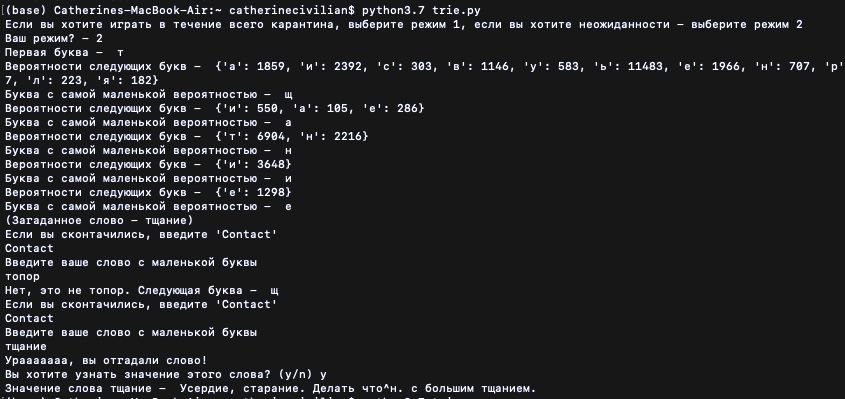 (base) Catherines-MacBook-Air:~ catherinecivilian$ python3.7 trie.py
Если вы хотите играть в течение всего карантина, выберите режим 1, если вы хотите неожиданности – выберите режим 2
Ваш режим? – 2
Первая буква –  т
Вероятности следующих букв –  {'а': 1859, 'и': 2392, 'с': 303, 'в': 1146, 'у': 583, 'ь': 11483, 'е': 1966, 'н': 707, 'р'
7, 'л': 223, 'я': 182}
Буква с самой маленькой вероятностью –  щ
Вероятности следующих букв –  {'и': 550, 'а': 105, 'е': 286}
Буква с самой маленькой вероятностью –  а
Вероятности следующих букв –  {'т': 6904, 'н': 2216}
Буква с самой маленькой вероятностью –  н
Вероятности следующих букв –  {'и': 3648}
Буква с самой маленькой вероятностью –  и
Вероятности следующих букв –  {'е': 1298}
Буква с самой маленькой вероятностью –  е
(Загаданное слово – тщание)
Если вы сконтачились, введите 'Contact'
Contact
Введите ваше слово с маленькой буквы
топор
Нет, это не топор. Следующая буква –  щ
Если вы сконтачились, введите 'Contact'
Contact
Введите ваше слово с маленькой буквы
тщание
Урааааааа, вы отгадали слово!
Вы хотите узнать значение этого слова? (y/n) y
Значение слова тщание –  Усердие, старание. Делать что^н. с большим тщанием.